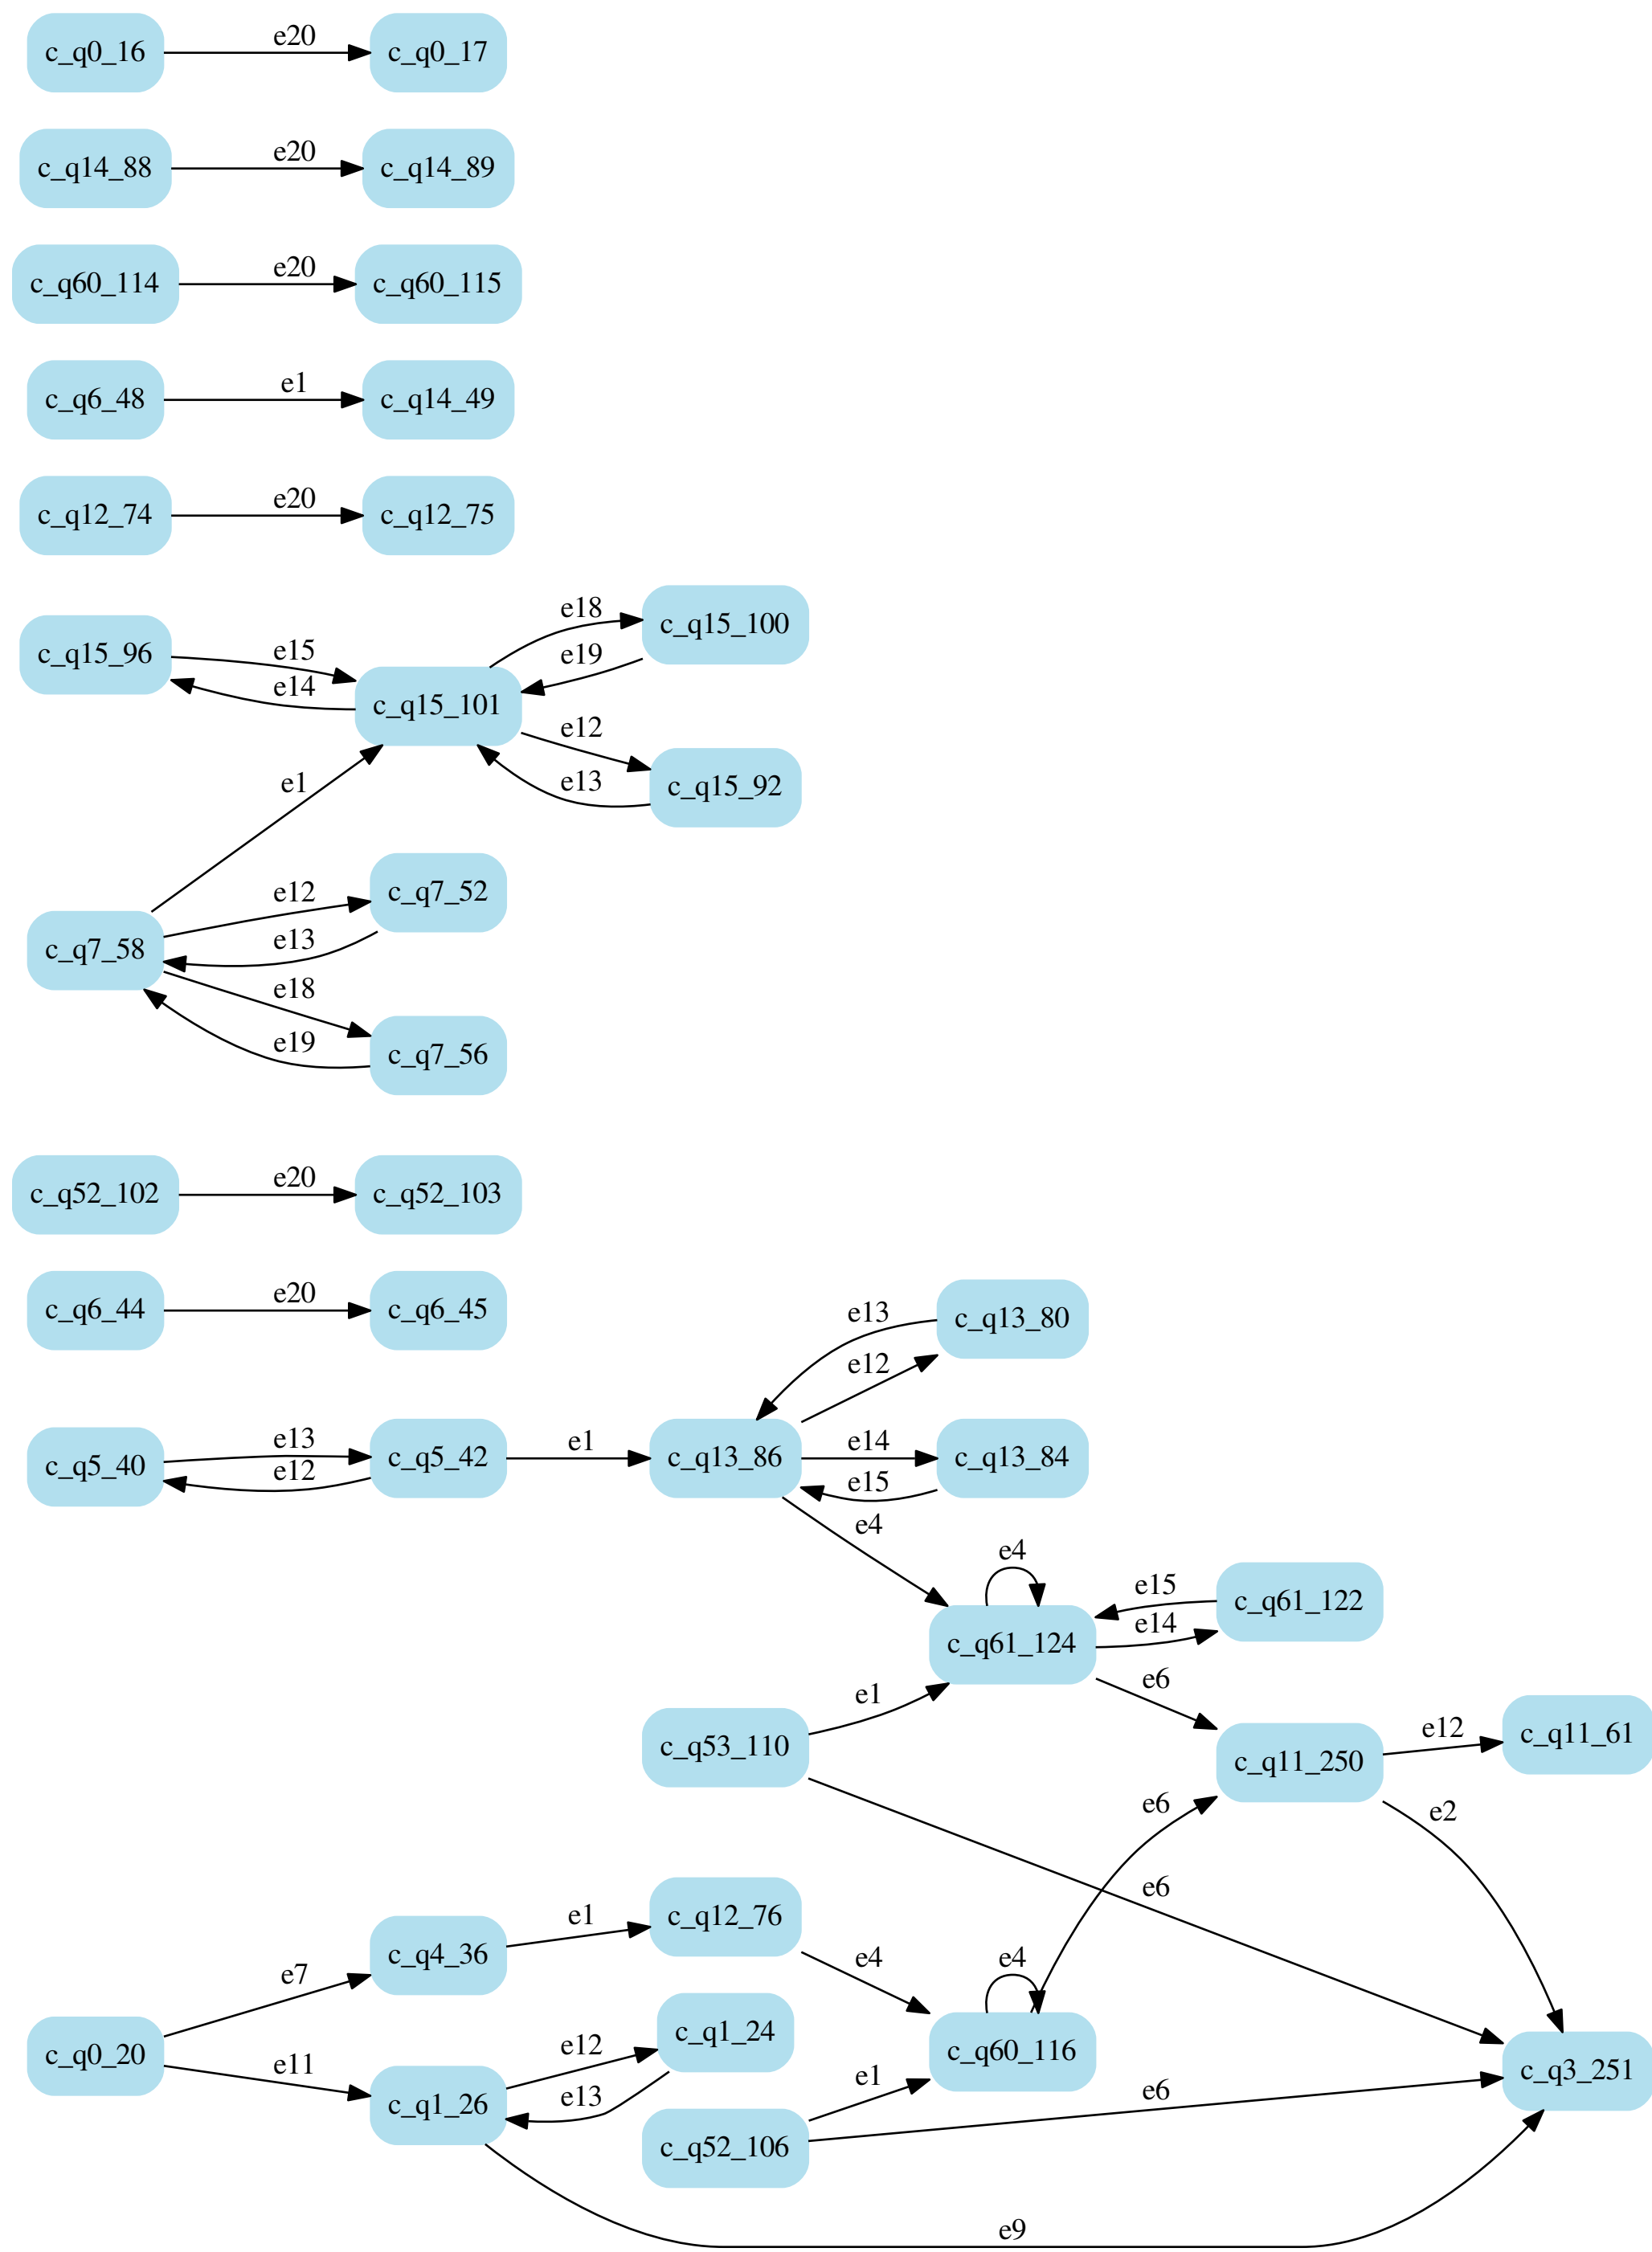 c_q0_16 e20 c_q0_17
c_q14_88 e20 c_q14_89
c_q60_114 e20 c_q60_115
c_q6_48 e1 c_q14_49
c_q12_74 e20 c_q12_75
c_q15_96 e15 e14 c_q15_101 e18 e19 c_q15_100
e12 e13 c_q15_92
e1
c_q7_58 e12 e13 c_q7_52
e18 e19 c_q7_56
c_q52_102 e20 c_q52_103
c_q6_44 e20 c_q6_45
e13 e12 c_q13_80
c_q5_40 e13 e12 c_q5_42 e1 c_q13_86 e14 e15 c_q13_84
e4
e4
c_q61_124 e15 e14 c_q61_122
c_q53_110 e1 e6 c_q11_250 e12 c_q11_61
e6 e2
e6
c_q4_36 e1 c_q12_76 e4 e4
c_q0_20 e7 e11 c_q1_26 e12 e13 c_q1_24 c_q60_116
c_q52_106 e1 e6 c_q3_251
e9